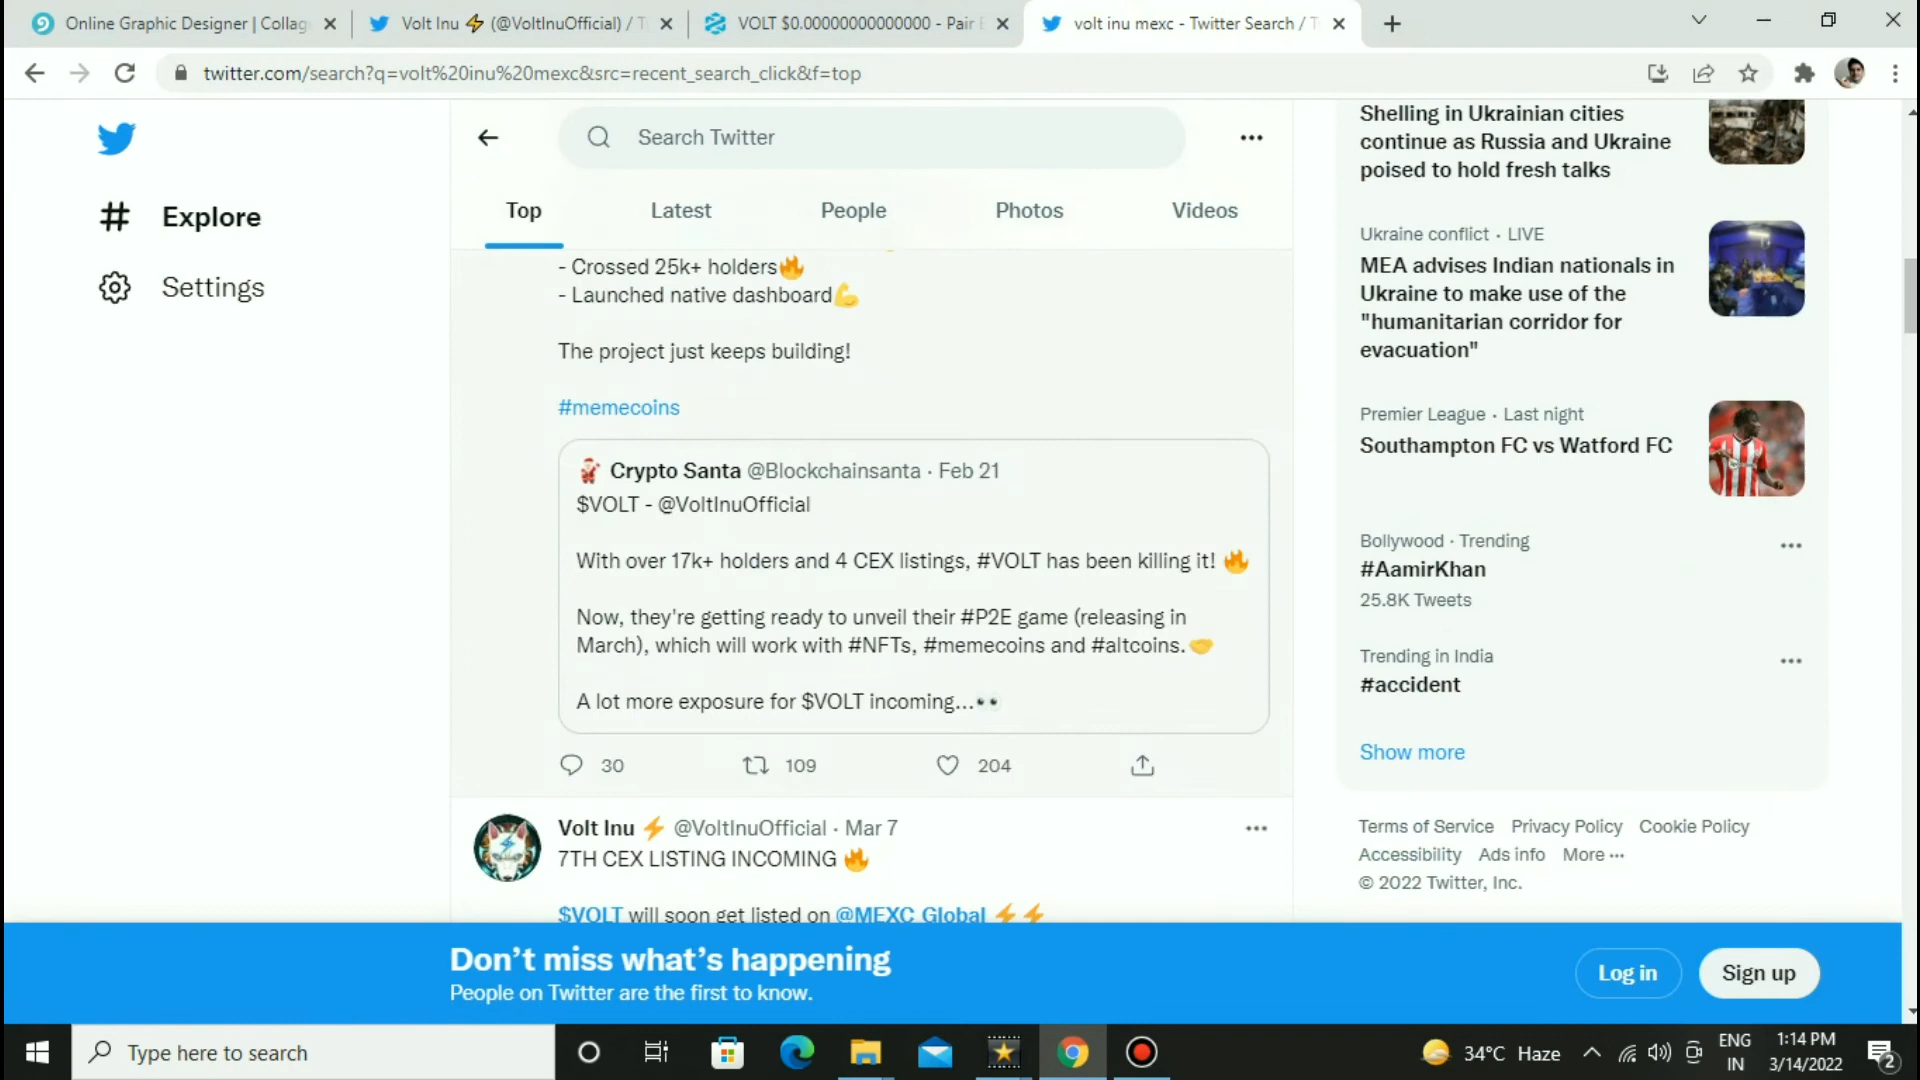 Online Graphic Designer | Collag
Volt Inu ⚡ (@VoltInuOfficial) / T
VOLT $0.00000000000000 - Pair E
volt inu mexc - Twitter Search / T
twitter.com/search?q=volt%20inu%20mexc&src=recent_search_click&f=top
Search Twitter
Explore
Settings
Top
Latest
People
Photos
Videos
- Crossed 25k+ holders🔥
- Launched native dashboard💪
The project just keeps building!
#memecoins
Crypto Santa @Blockchainsanta · Feb 21
$VOLT - @VoltInuOfficial
With over 17k+ holders and 4 CEX listings, #VOLT has been killing it! 🔥
Now, they're getting ready to unveil their #P2E game (releasing in
March), which will work with #NFTs, #memecoins and #altcoins.🤝
A lot more exposure for $VOLT incoming...👀
30
109
204
Volt Inu ⚡ @VoltInuOfficial · Mar 7
7TH CEX LISTING INCOMING 🔥
$VOLT will soon get listed on @MEXC_Global ⚡⚡
Shelling in Ukrainian cities
continue as Russia and Ukraine
poised to hold fresh talks
Ukraine conflict · LIVE
MEA advises Indian nationals in
Ukraine to make use of the
"humanitarian corridor for
evacuation"
Premier League · Last night
Southampton FC vs Watford FC
Bollywood · Trending
#AamirKhan
25.8K Tweets
Trending in India
#accident
Show more
Terms of Service Privacy Policy Cookie Policy
Accessibility Ads info More ···
© 2022 Twitter, Inc.
Don't miss what's happening
People on Twitter are the first to know.
Log in
Sign up
Type here to search
34°C Haze
ENG
IN
1:14 PM
3/14/2022
2